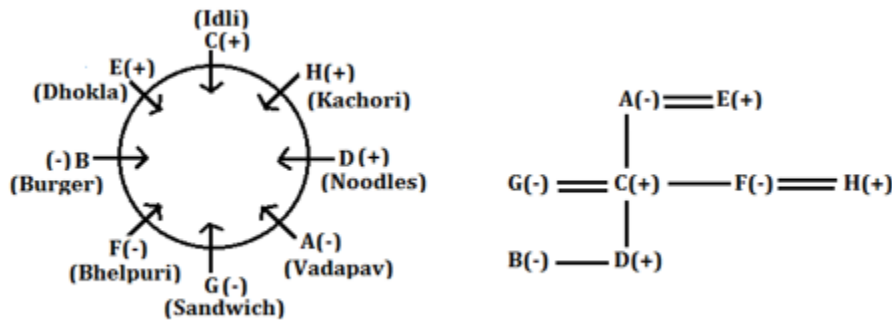 (Idli)
C(+)
E(+)
(Dhokla)
H(+)
(Kachori)
(-) B
(Burger)
D(+)
(Noodles)
F(-)
(Bhelpuri)
A(-)
(Vadapav)
G(-)
(Sandwich)
A(-) E(+)
G(-) C(+) F(-) H(+)
B(-) D(+)